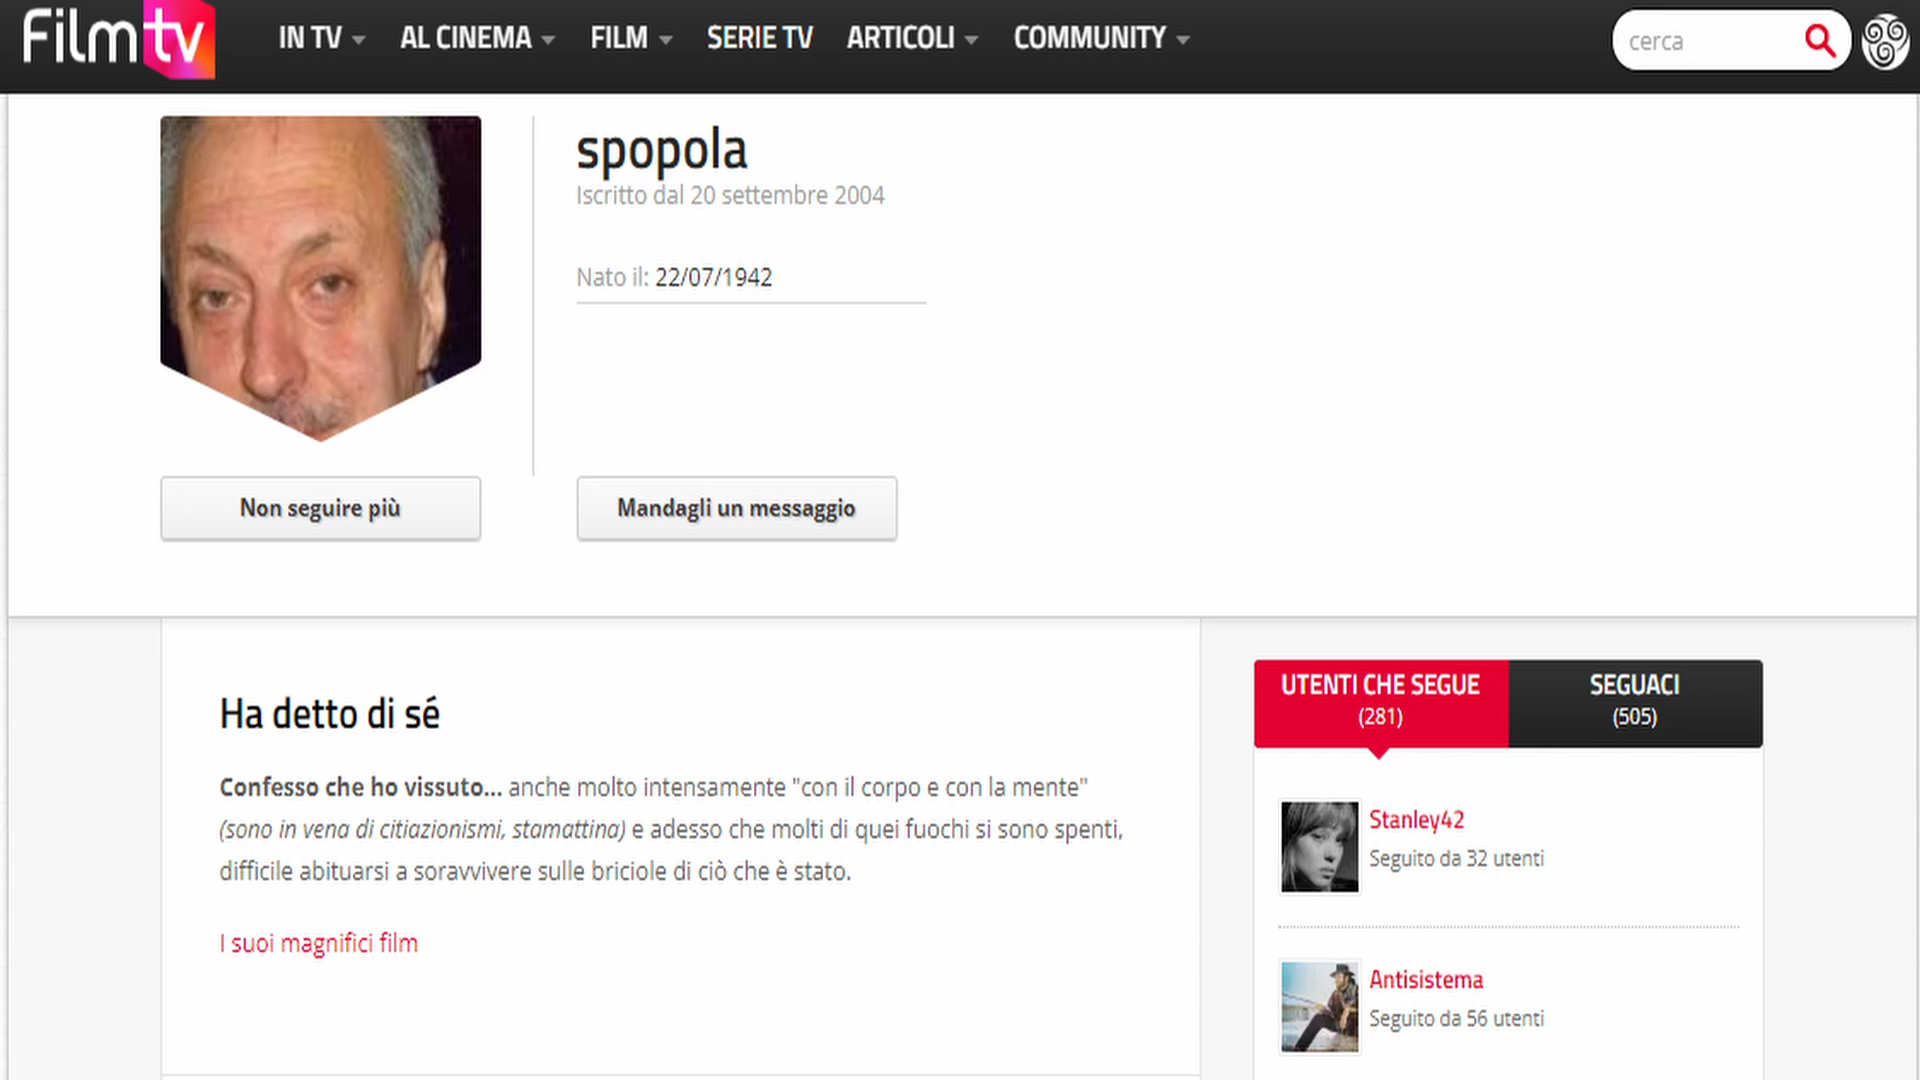 Filmtv
IN TV AL CINEMA FILM SERIE TV ARTICOLI COMMUNITY cerca
spopola
Iscritto dal 20 settembre 2004
Nato il: 22/07/1942
Non seguire più
Mandagli un messaggio
Ha detto di sé
Confesso che ho vissuto... anche molto intensamente "con il corpo e con la mente"
(sono in vena di citiazionismi, stamattina) e adesso che molti di quei fuochi si sono spenti,
difficile abituarsi a soravvivere sulle briciole di ciò che è stato.
I suoi magnifici film
UTENTI CHE SEGUE
(281)
SEGUACI
(505)
Stanley42
Seguito da 32 utenti
Antisistema
Seguito da 56 utenti